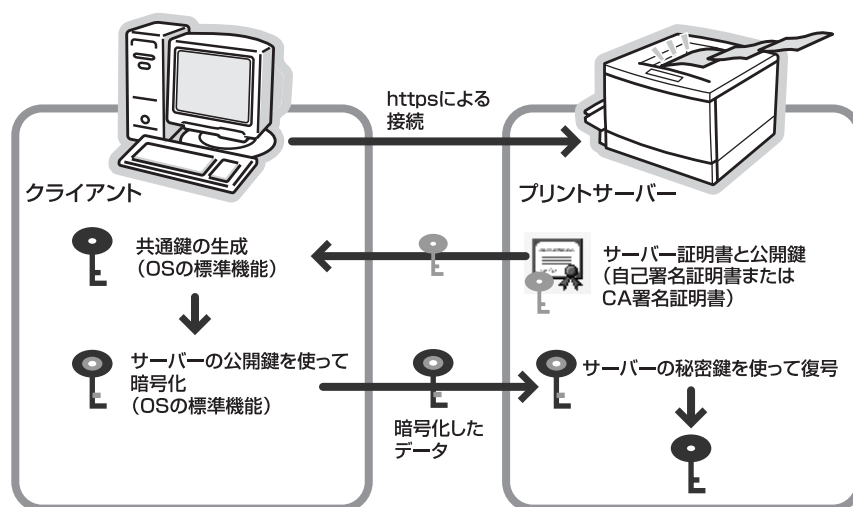 httpsによる
接続
クライアント
プリントサーバー
共通鍵の生成
(OSの標準機能)
サーバー証明書と公開鍵
(自己署名証明書または
CA署名証明書)
サーバーの公開鍵を使って
暗号化
(OSの標準機能)
暗号化した
データ
サーバーの秘密鍵を使って復号